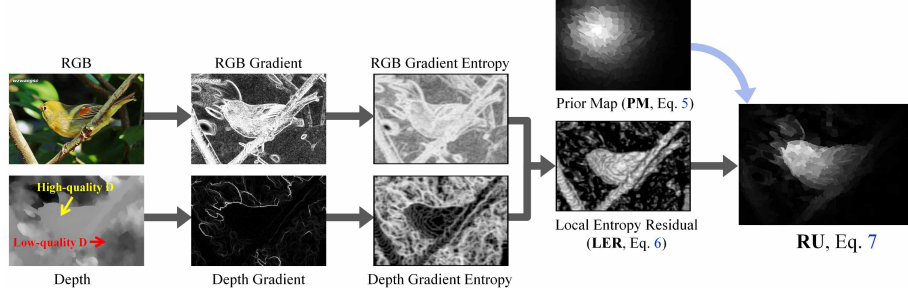 RGB
RGB Gradient
RGB Gradient Entropy
Prior Map (PM, Eq. 5)
High-quality D
Low-quality D
Local Entropy Residual
(LER, Eq. 6)
RU, Eq. 7
Depth
Depth Gradient
Depth Gradient Entropy